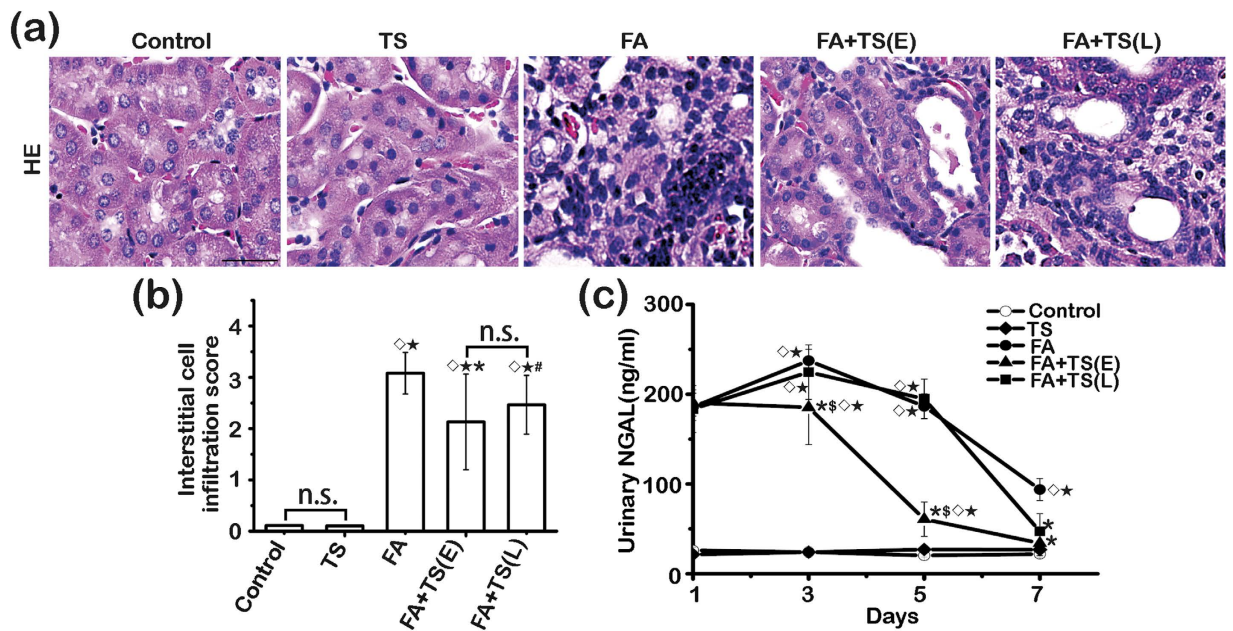 (a)
Control TS FA FA+TS(E) FA+TS(L)
HE
(b)
Interstitial cell
infiltration score
4
3
2
1
0
n.s.
n.s.
◇★
◇★*
◇★#
Control TS FA FA+TS(E) FA+TS(L)
(c)
Urinary NGAL(ng/ml)
300
200
100
0
Control
TS
FA
FA+TS(E)
FA+TS(L)
◇★
◇★
*$◇★
◇★
◇★
*$◇★
◇★
*
*
1 3 5 7
Days